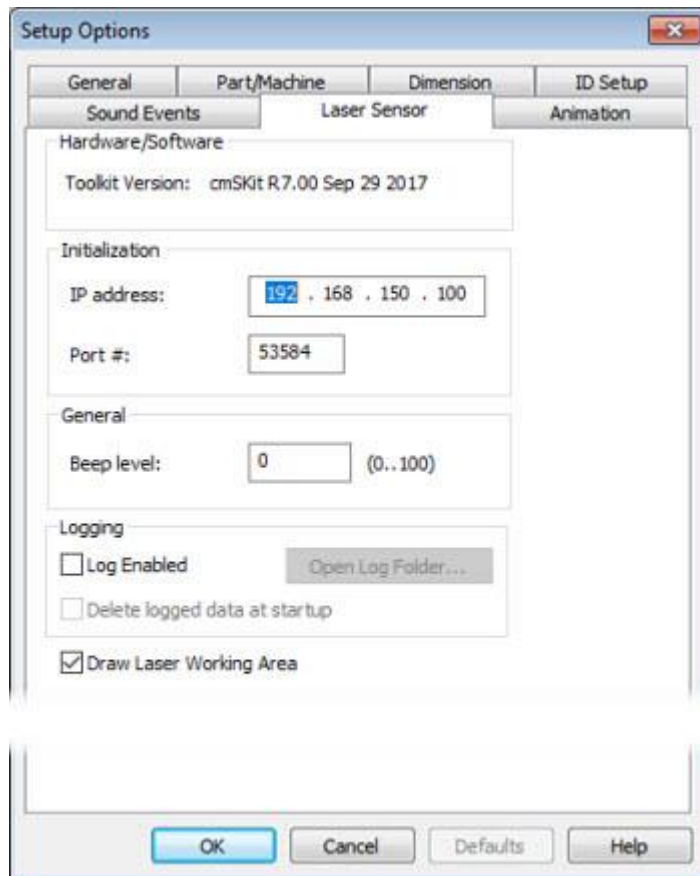 Setup Options
General Part/Machine Dimension ID Setup
Sound Events Laser Sensor Animation
Hardware/Software
Toolkit Version: cmSKit R7.00 Sep 29 2017
Initialization
IP address: 192 . 168 . 150 . 100
Port #: 53584
General
Beep level: 0 (0..100)
Logging
Log Enabled Open Log Folder...
Delete logged data at startup
Draw Laser Working Area
OK Cancel Defaults Help